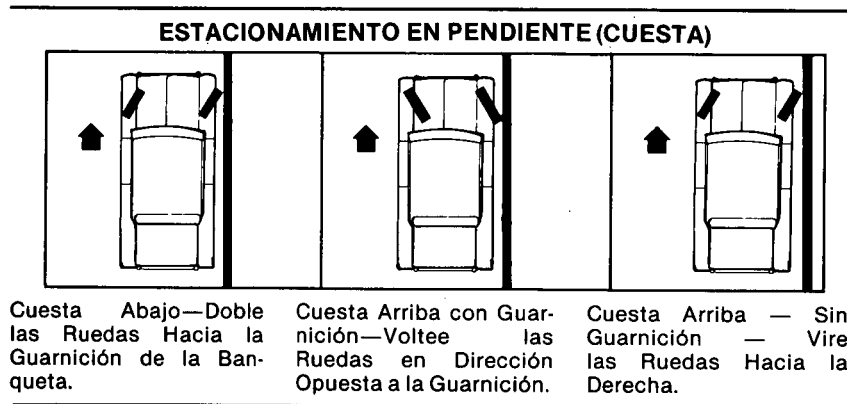 ESTACIONAMIENTO EN PENDIENTE (CUESTA)
Cuesta Abajo—Doble
las Ruedas Hacia la
Guarnición de la Ban-
queta.
Cuesta Arriba con Guar-
nición—Voltee las
Ruedas en Dirección
Opuesta a la Guarnición.
Cuesta Arriba — Sin
Guarnición — Vire
las Ruedas Hacia la
Derecha.